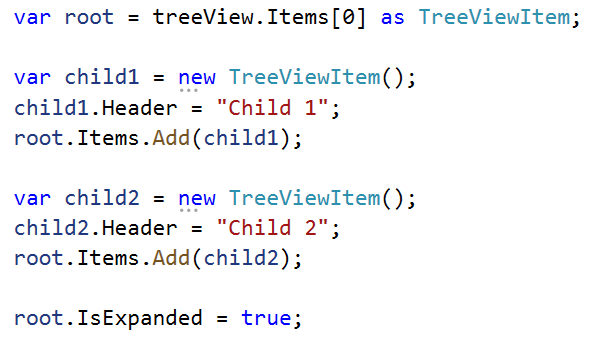 var root = treeView.Items[0] as TreeViewItem;
var child1 = new TreeViewItem();
child1.Header = "Child 1";
root.Items.Add(child1);
var child2 = new TreeViewItem();
child2.Header = "Child 2";
root.Items.Add(child2);
root.IsExpanded = true;